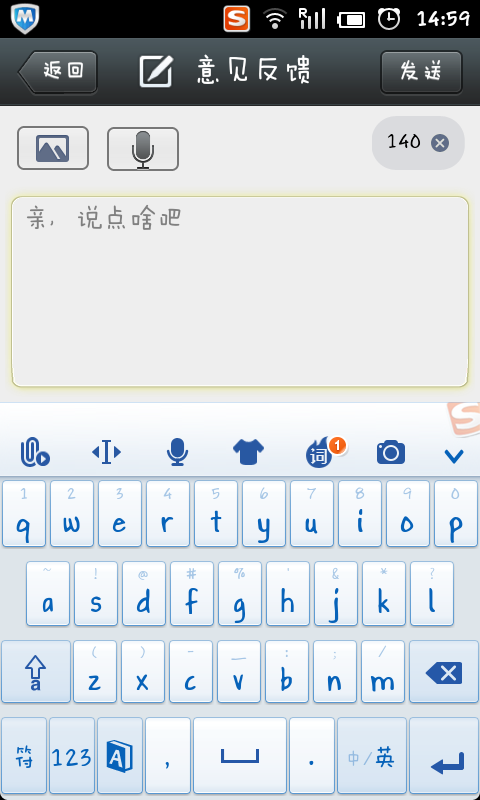 M S R 14:59
返回 意见反馈 发送
140
亲，说点啥吧
S
词 1
1 2 3 4 5 6 7 8 9 0
q w e r t y u i o p
~ ! @ # % ' & * ?
a s d f g h j k l
( ) - _ : ; /
a z x c v b n m
符 123 A , . 中/英